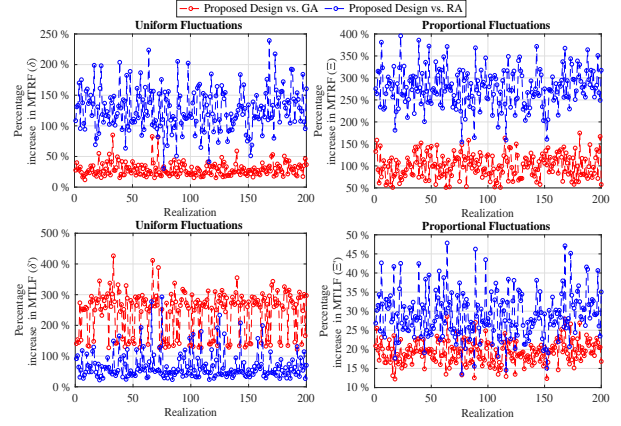 Proposed Design vs. GA Proposed Design vs. RA
Uniform Fluctuations
250 %
200 %
150 %
100 %
50 %
0 %
Percentage
increase in MTRF (δ)
0 50 100 150 200
Realization
Proportional Fluctuations
400 %
350 %
300 %
250 %
200 %
150 %
100 %
50 %
Percentage
increase in MTRF (Ξ)
0 50 100 150 200
Realization
Uniform Fluctuations
500 %
400 %
300 %
200 %
100 %
0 %
Percentage
increase in MTLF (δ')
0 50 100 150 200
Realization
Proportional Fluctuations
50 %
45 %
40 %
35 %
30 %
25 %
20 %
15 %
10 %
Percentage
increase in MTLF (Ξ')
0 50 100 150 200
Realization